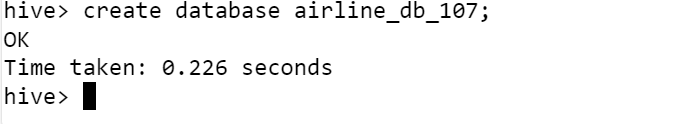 hive> create database airline_db_107;
OK
Time taken: 0.226 seconds
hive>